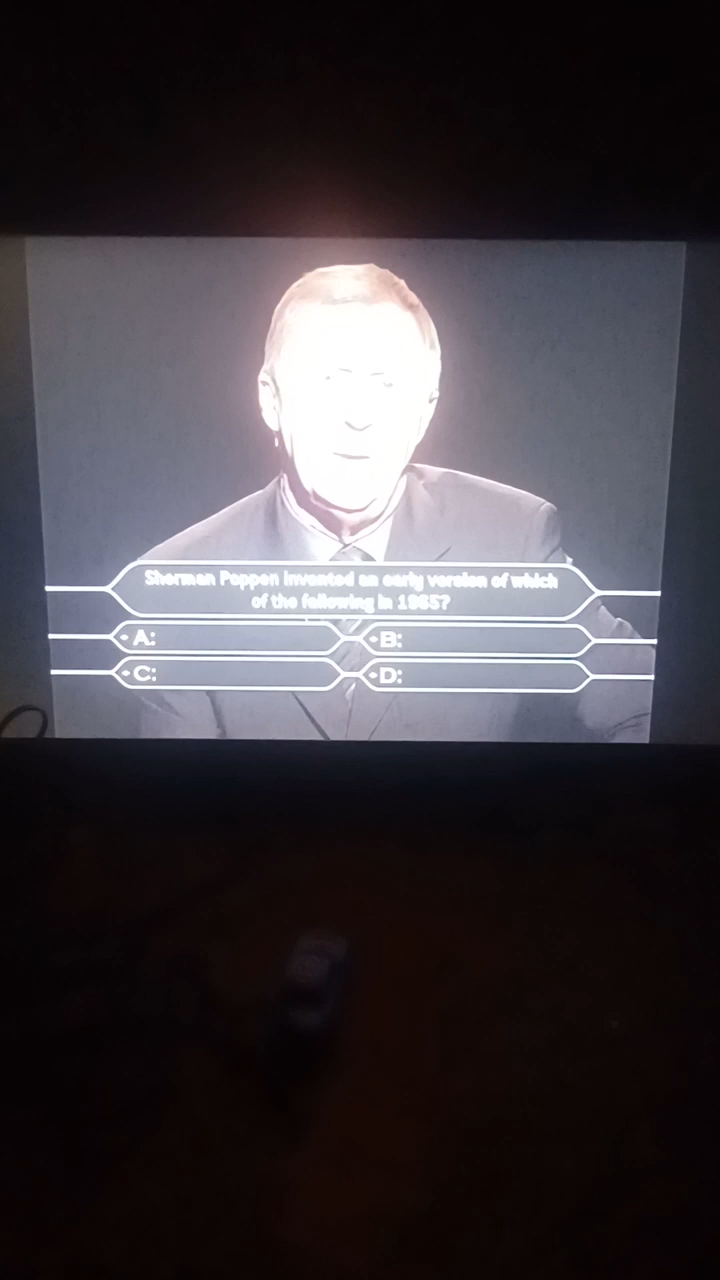 Sherman Poppen invented an early version of which
of the following in 1965?
A:
B:
C:
D: